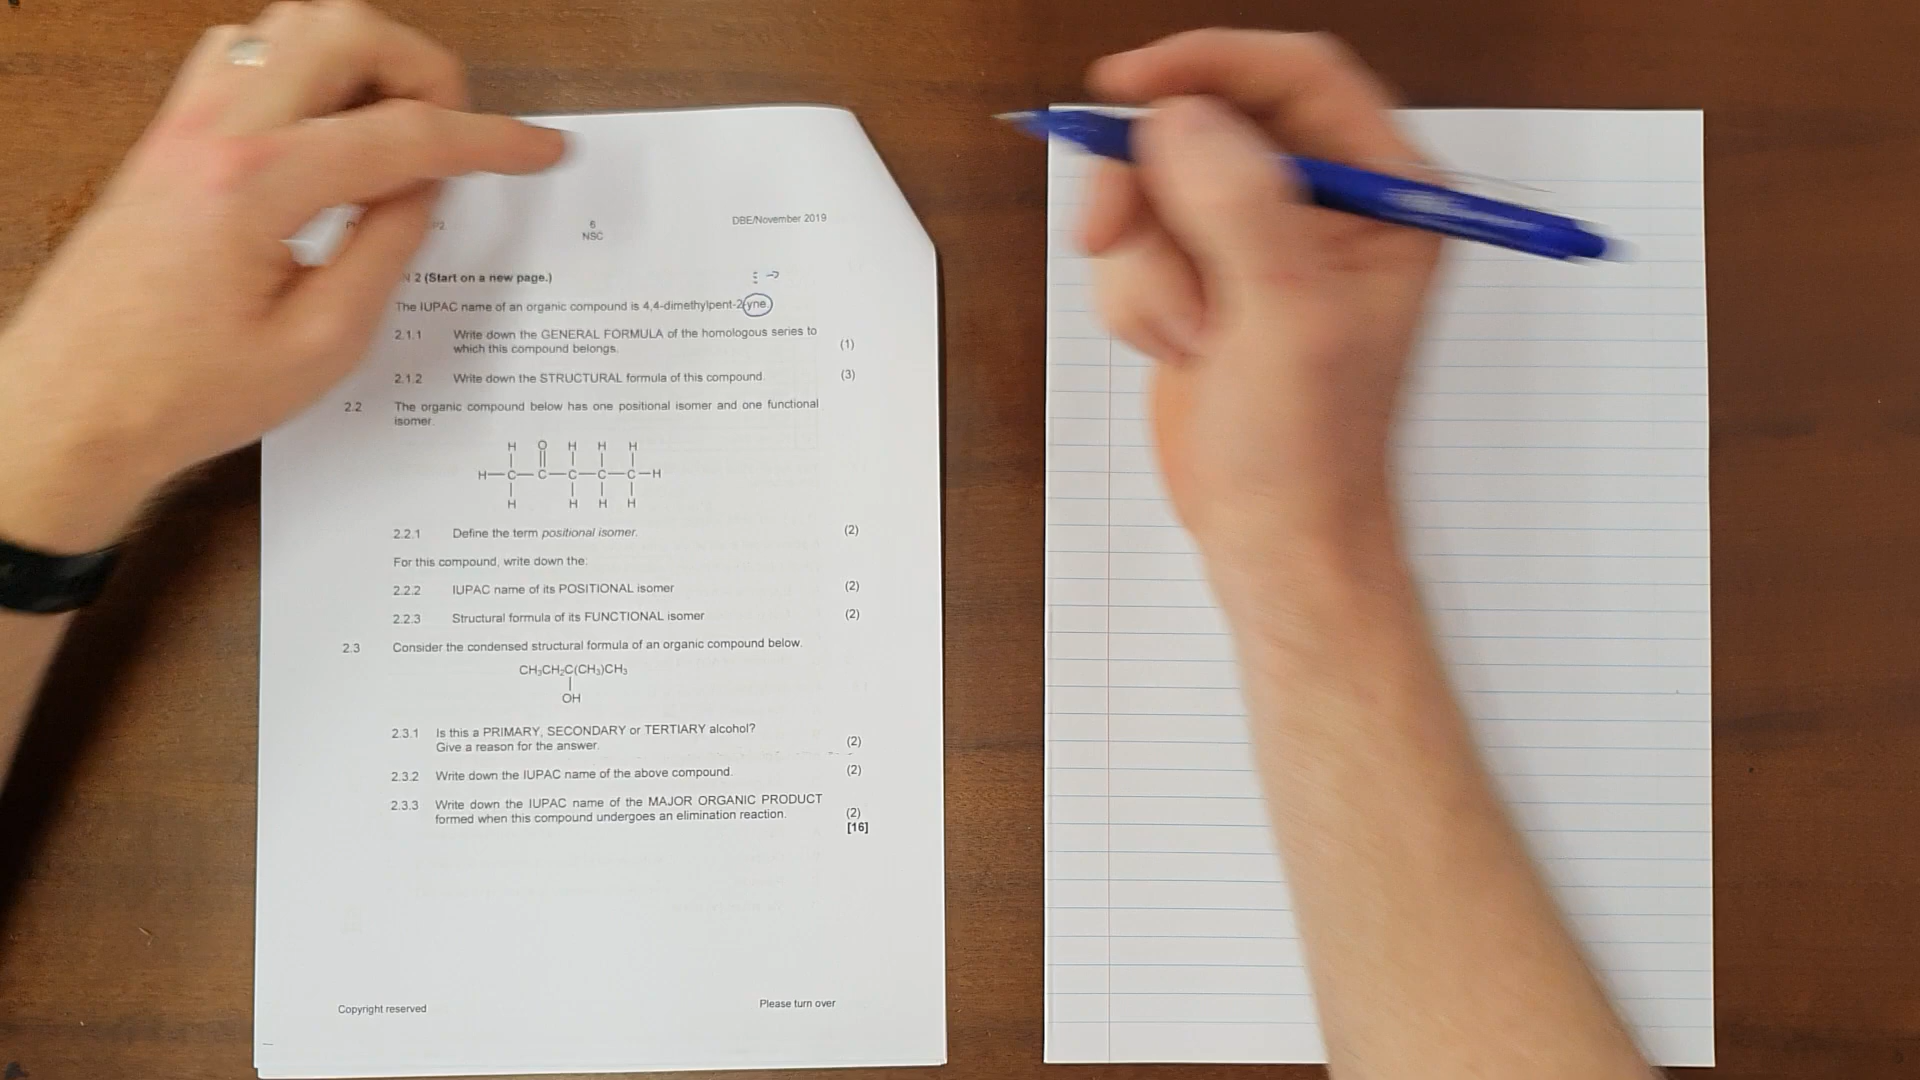 P2
6
DBE/November 2019
NSC
N 2 (Start on a new page.)
The IUPAC name of an organic compound is 4,4-dimethylpent-2-yne.
2.1.1 Write down the GENERAL FORMULA of the homologous series to
which this compound belongs. (1)
2.1.2 Write down the STRUCTURAL formula of this compound. (3)
2.2 The organic compound below has one positional isomer and one functional
isomer.
H O H H H
H—C—C—C—C—C—H
H H H H
2.2.1 Define the term positional isomer. (2)
For this compound, write down the:
2.2.2 IUPAC name of its POSITIONAL isomer (2)
2.2.3 Structural formula of its FUNCTIONAL isomer (2)
2.3 Consider the condensed structural formula of an organic compound below.
CH₃CH₂C(CH₃)CH₃
OH
2.3.1 Is this a PRIMARY, SECONDARY or TERTIARY alcohol?
Give a reason for the answer. (2)
2.3.2 Write down the IUPAC name of the above compound. (2)
2.3.3 Write down the IUPAC name of the MAJOR ORGANIC PRODUCT
formed when this compound undergoes an elimination reaction. (2)
[16]
Copyright reserved
Please turn over